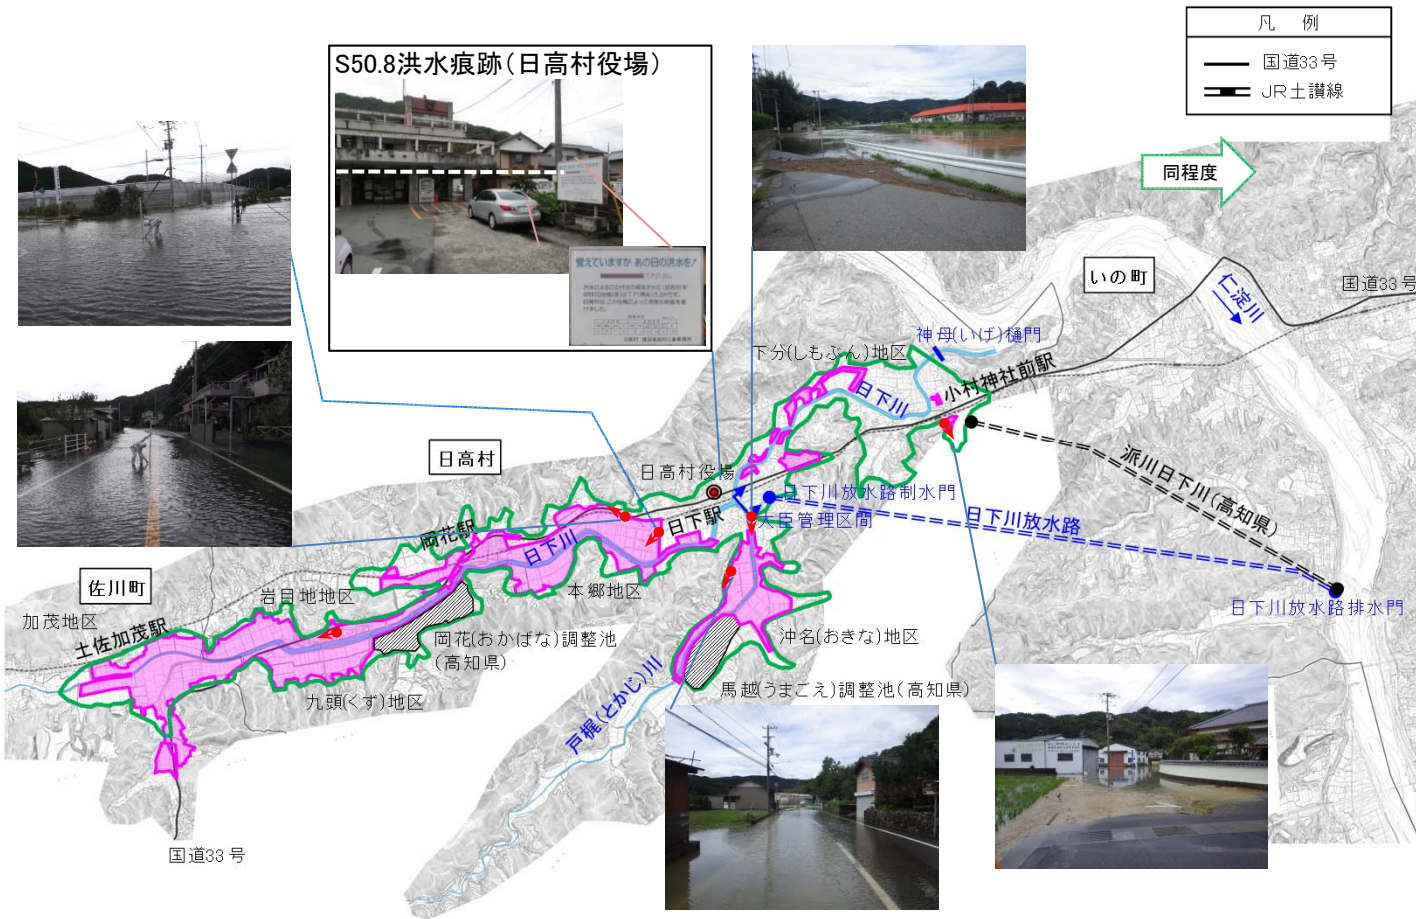 凡 例
国道33号
JR土讃線
S50.8洪水痕跡(日高村役場)
覚えていますか あの日の洪水を!
同程度
いの町
仁淀川
国道33号
神母(いげ)樋門
下分(しもぶん)地区
小村神社前駅
日下川
日高村
日高村役場
日下川放水路制水門
派川日下川(高知県)
大臣管理区間
日下川放水路
日下駅
岡花駅
日下川
佐川町
本郷地区
岩目地地区
日下川放水路排水門
加茂地区
土佐加茂駅
岡花(おかばな)調整池
(高知県)
沖名(おきな)地区
九頭(くず)地区
馬越(うまごえ)調整池(高知県)
戸梶(とかじ)川
国道33号